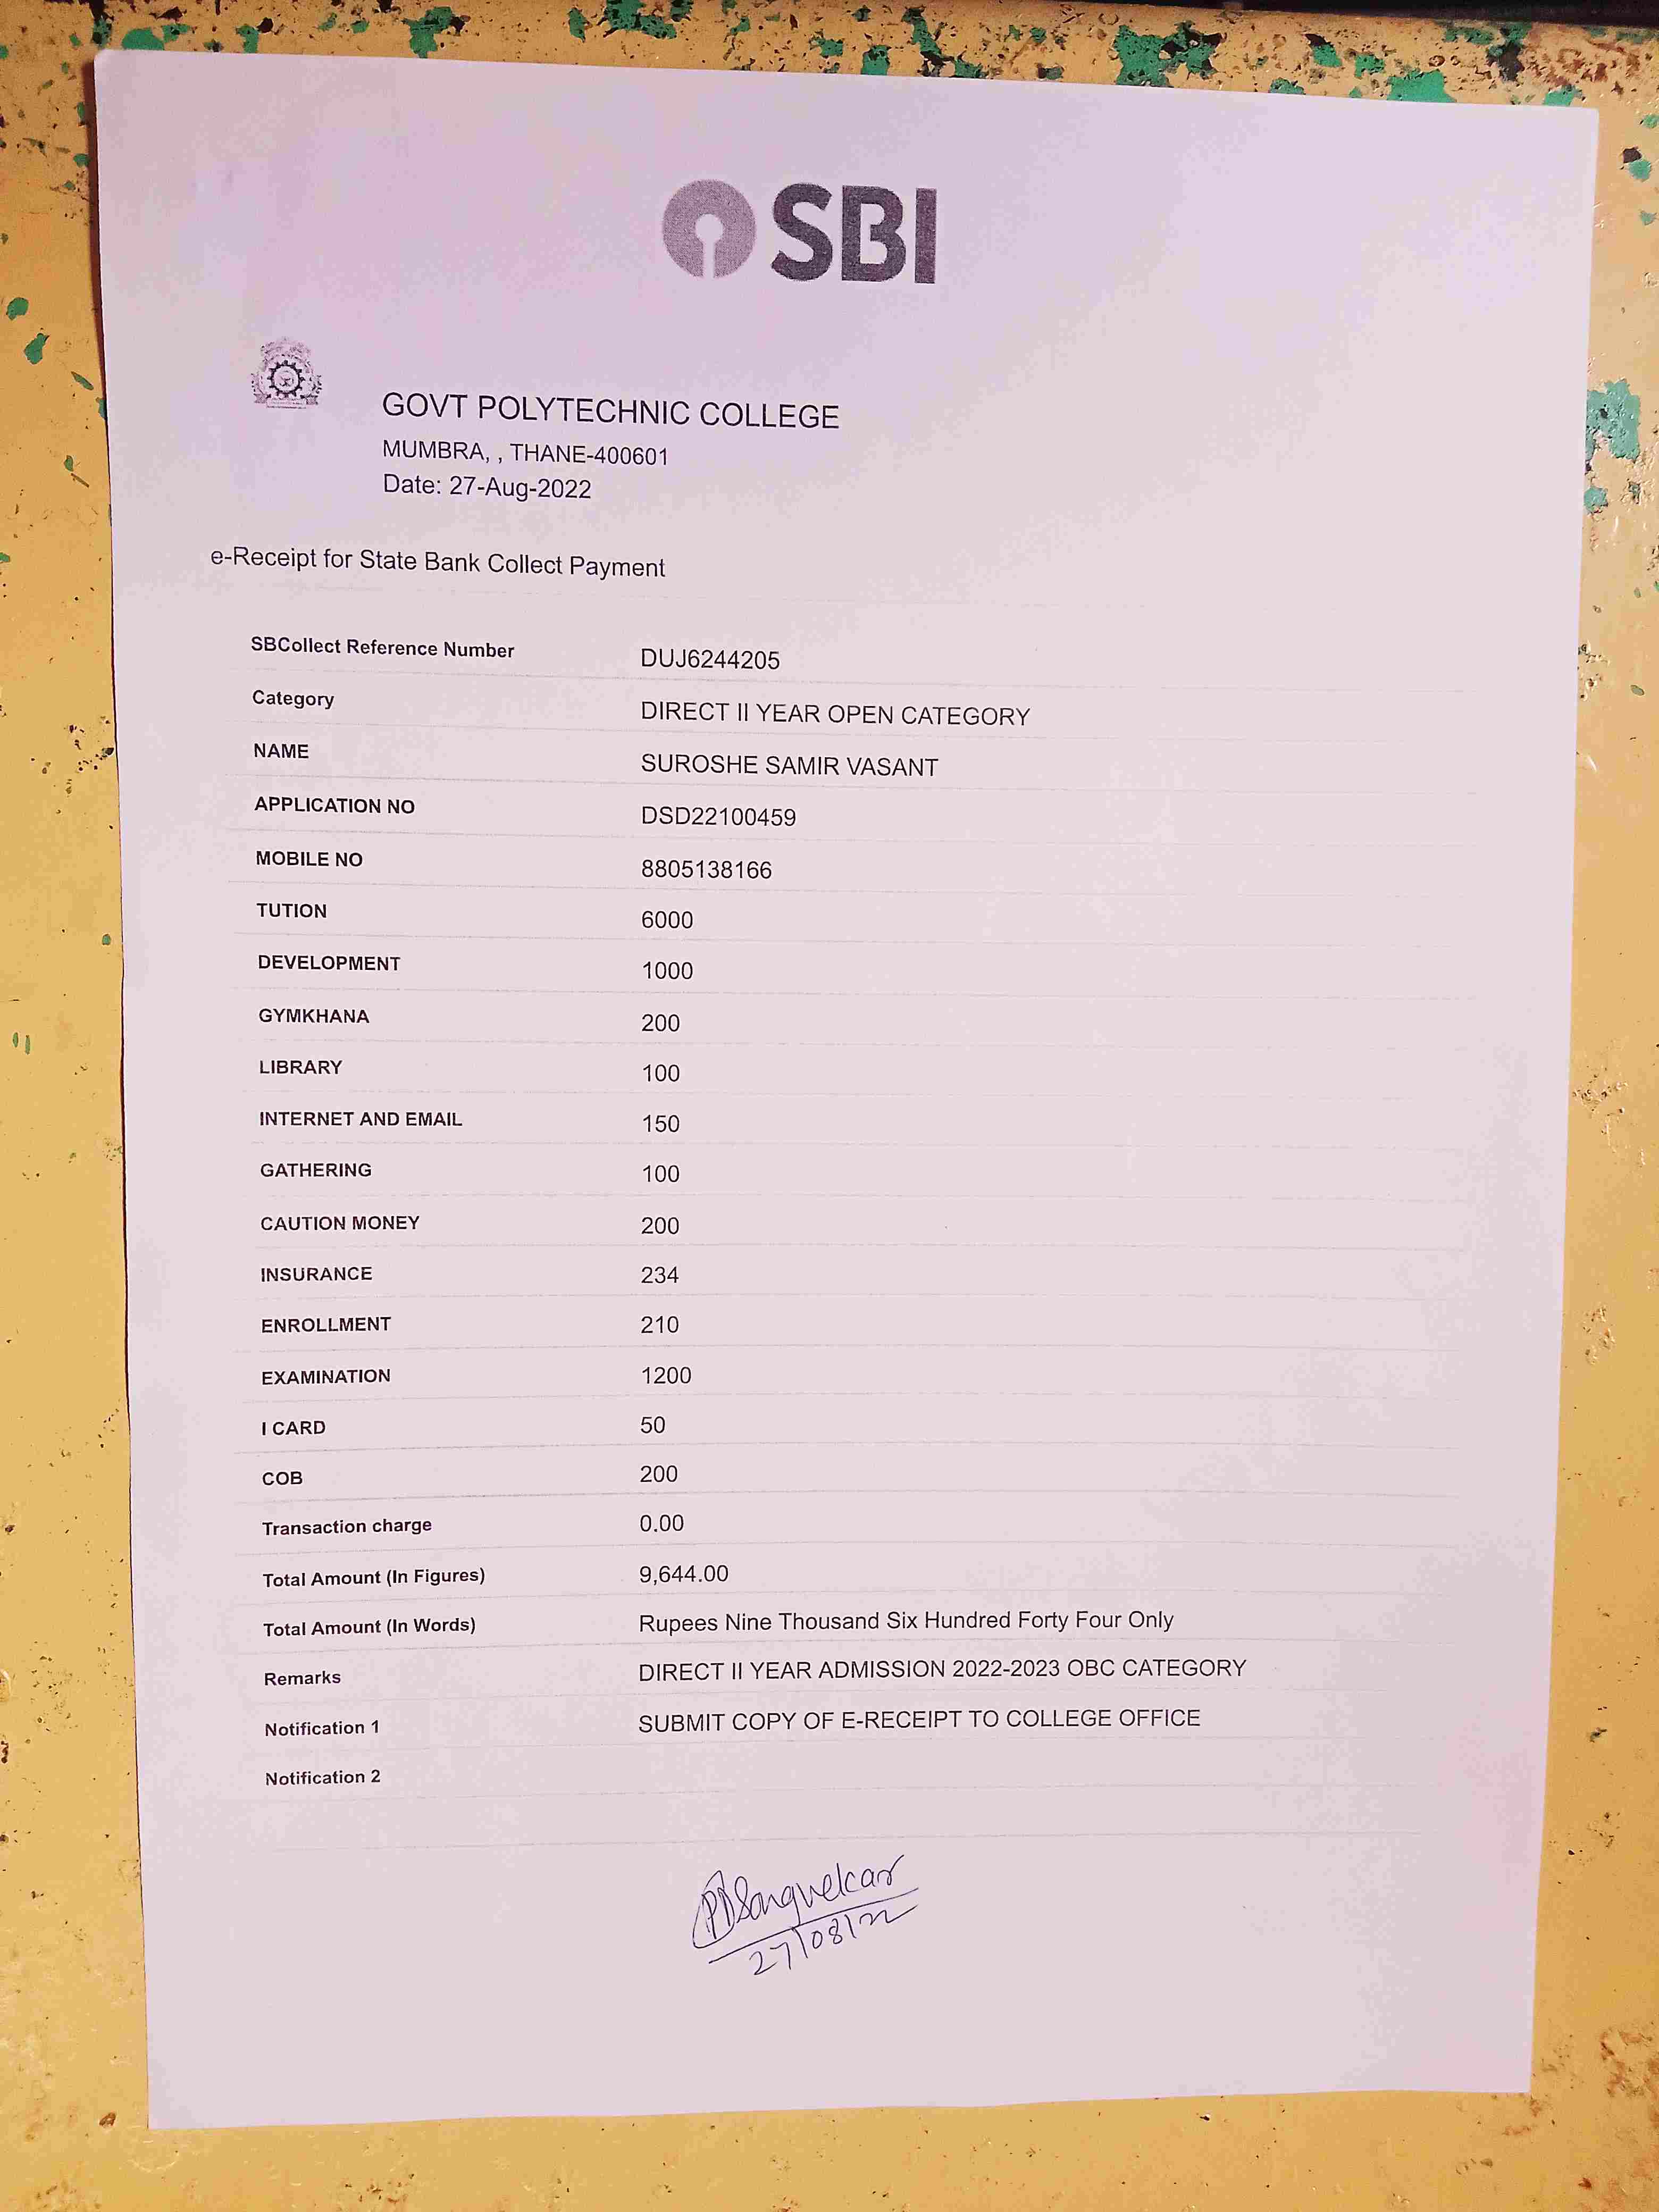 SBI
GOVT POLYTECHNIC COLLEGE
MUMBRA, , THANE-400601
Date: 27-Aug-2022
e-Receipt for State Bank Collect Payment
SBCollect Reference Number DUJ6244205
Category DIRECT II YEAR OPEN CATEGORY
NAME SUROSHE SAMIR VASANT
APPLICATION NO DSD22100459
MOBILE NO 8805138166
TUTION 6000
DEVELOPMENT 1000
GYMKHANA 200
LIBRARY 100
INTERNET AND EMAIL 150
GATHERING 100
CAUTION MONEY 200
INSURANCE 234
ENROLLMENT 210
EXAMINATION 1200
I CARD 50
COB 200
Transaction charge 0.00
Total Amount (In Figures) 9,644.00
Total Amount (In Words) Rupees Nine Thousand Six Hundred Forty Four Only
Remarks DIRECT II YEAR ADMISSION 2022-2023 OBC CATEGORY
Notification 1 SUBMIT COPY OF E-RECEIPT TO COLLEGE OFFICE
Notification 2
27/08/22